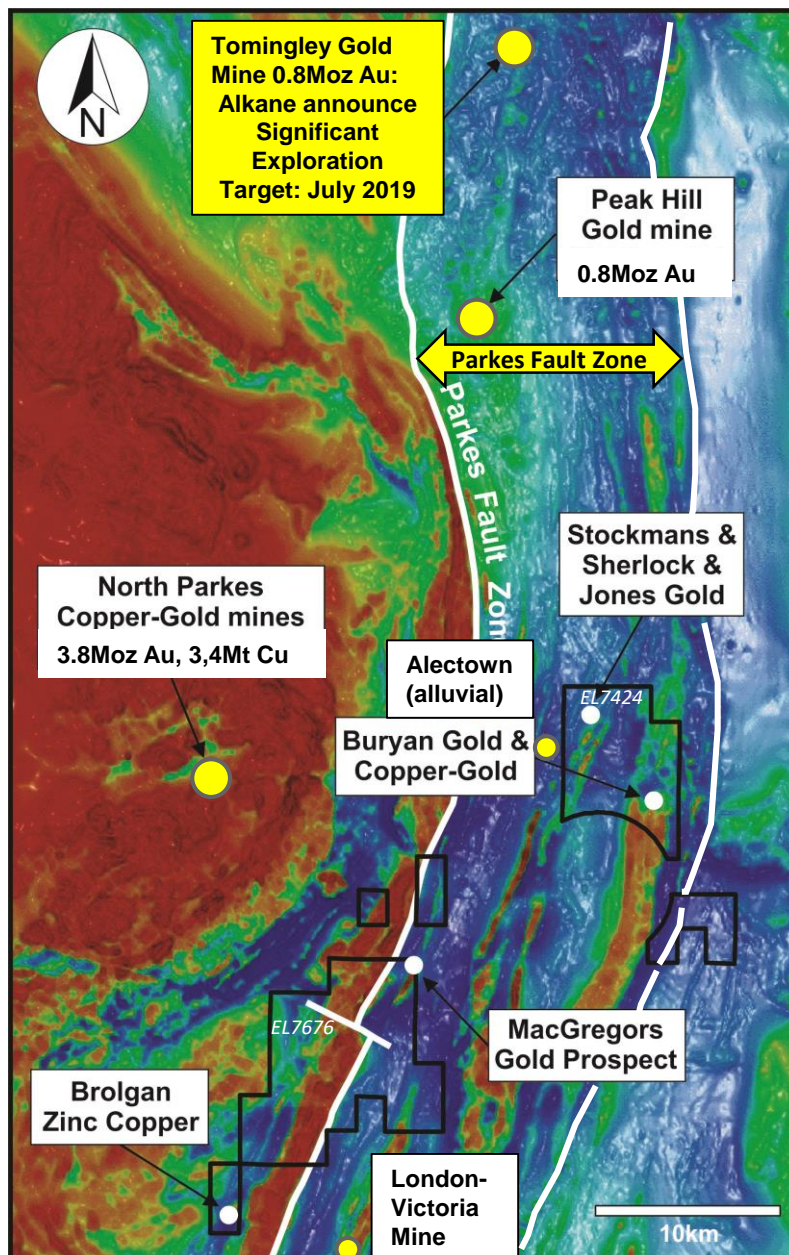 Tomingley Gold
Mine 0.8Moz Au:
Alkane announce
Significant
Exploration
Target: July 2019
N
Peak Hill
Gold mine
0.8Moz Au
Parkes Fault Zone
Parkes Fault Zone
Stockmans &
Sherlock &
Jones Gold
North Parkes
Copper-Gold mines
3.8Moz Au, 3,4Mt Cu
Alectown
(alluvial)
EL7424
Buryan Gold &
Copper-Gold
EL7676
MacGregors
Gold Prospect
Brolgan
Zinc Copper
London-
Victoria
Mine
10km